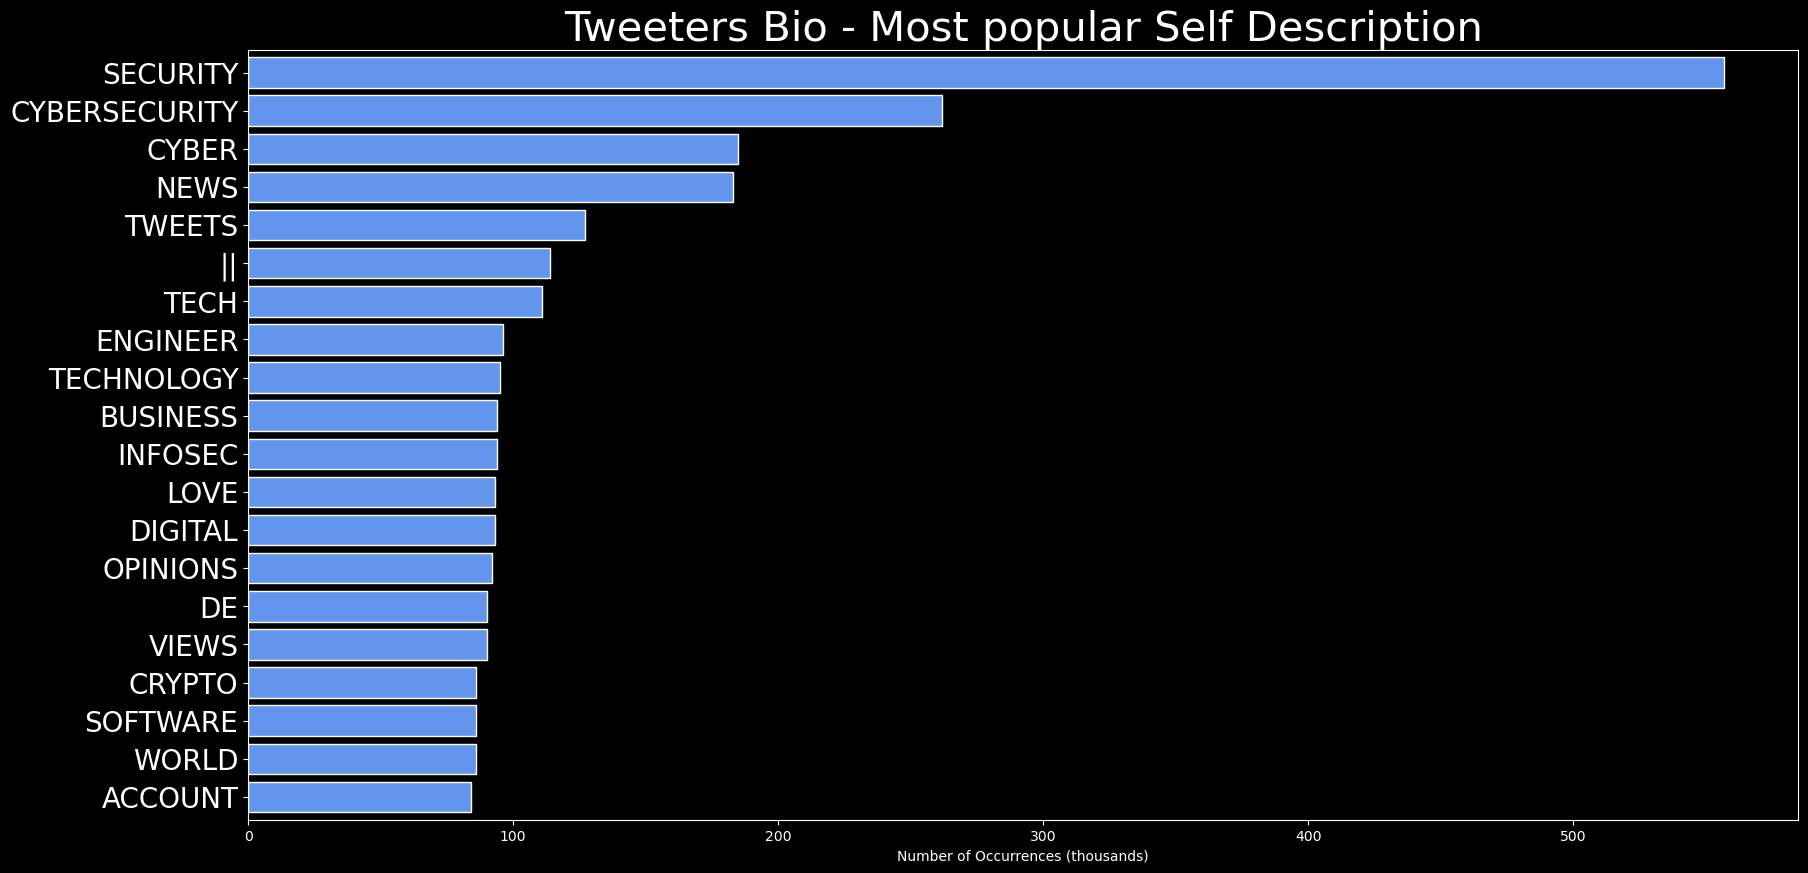 Tweeters Bio - Most popular Self Description
SECURITY
CYBERSECURITY
CYBER
NEWS
TWEETS
||
TECH
ENGINEER
TECHNOLOGY
BUSINESS
INFOSEC
LOVE
DIGITAL
OPINIONS
DE
VIEWS
CRYPTO
SOFTWARE
WORLD
ACCOUNT
0 100 200 300 400 500
Number of Occurrences (thousands)